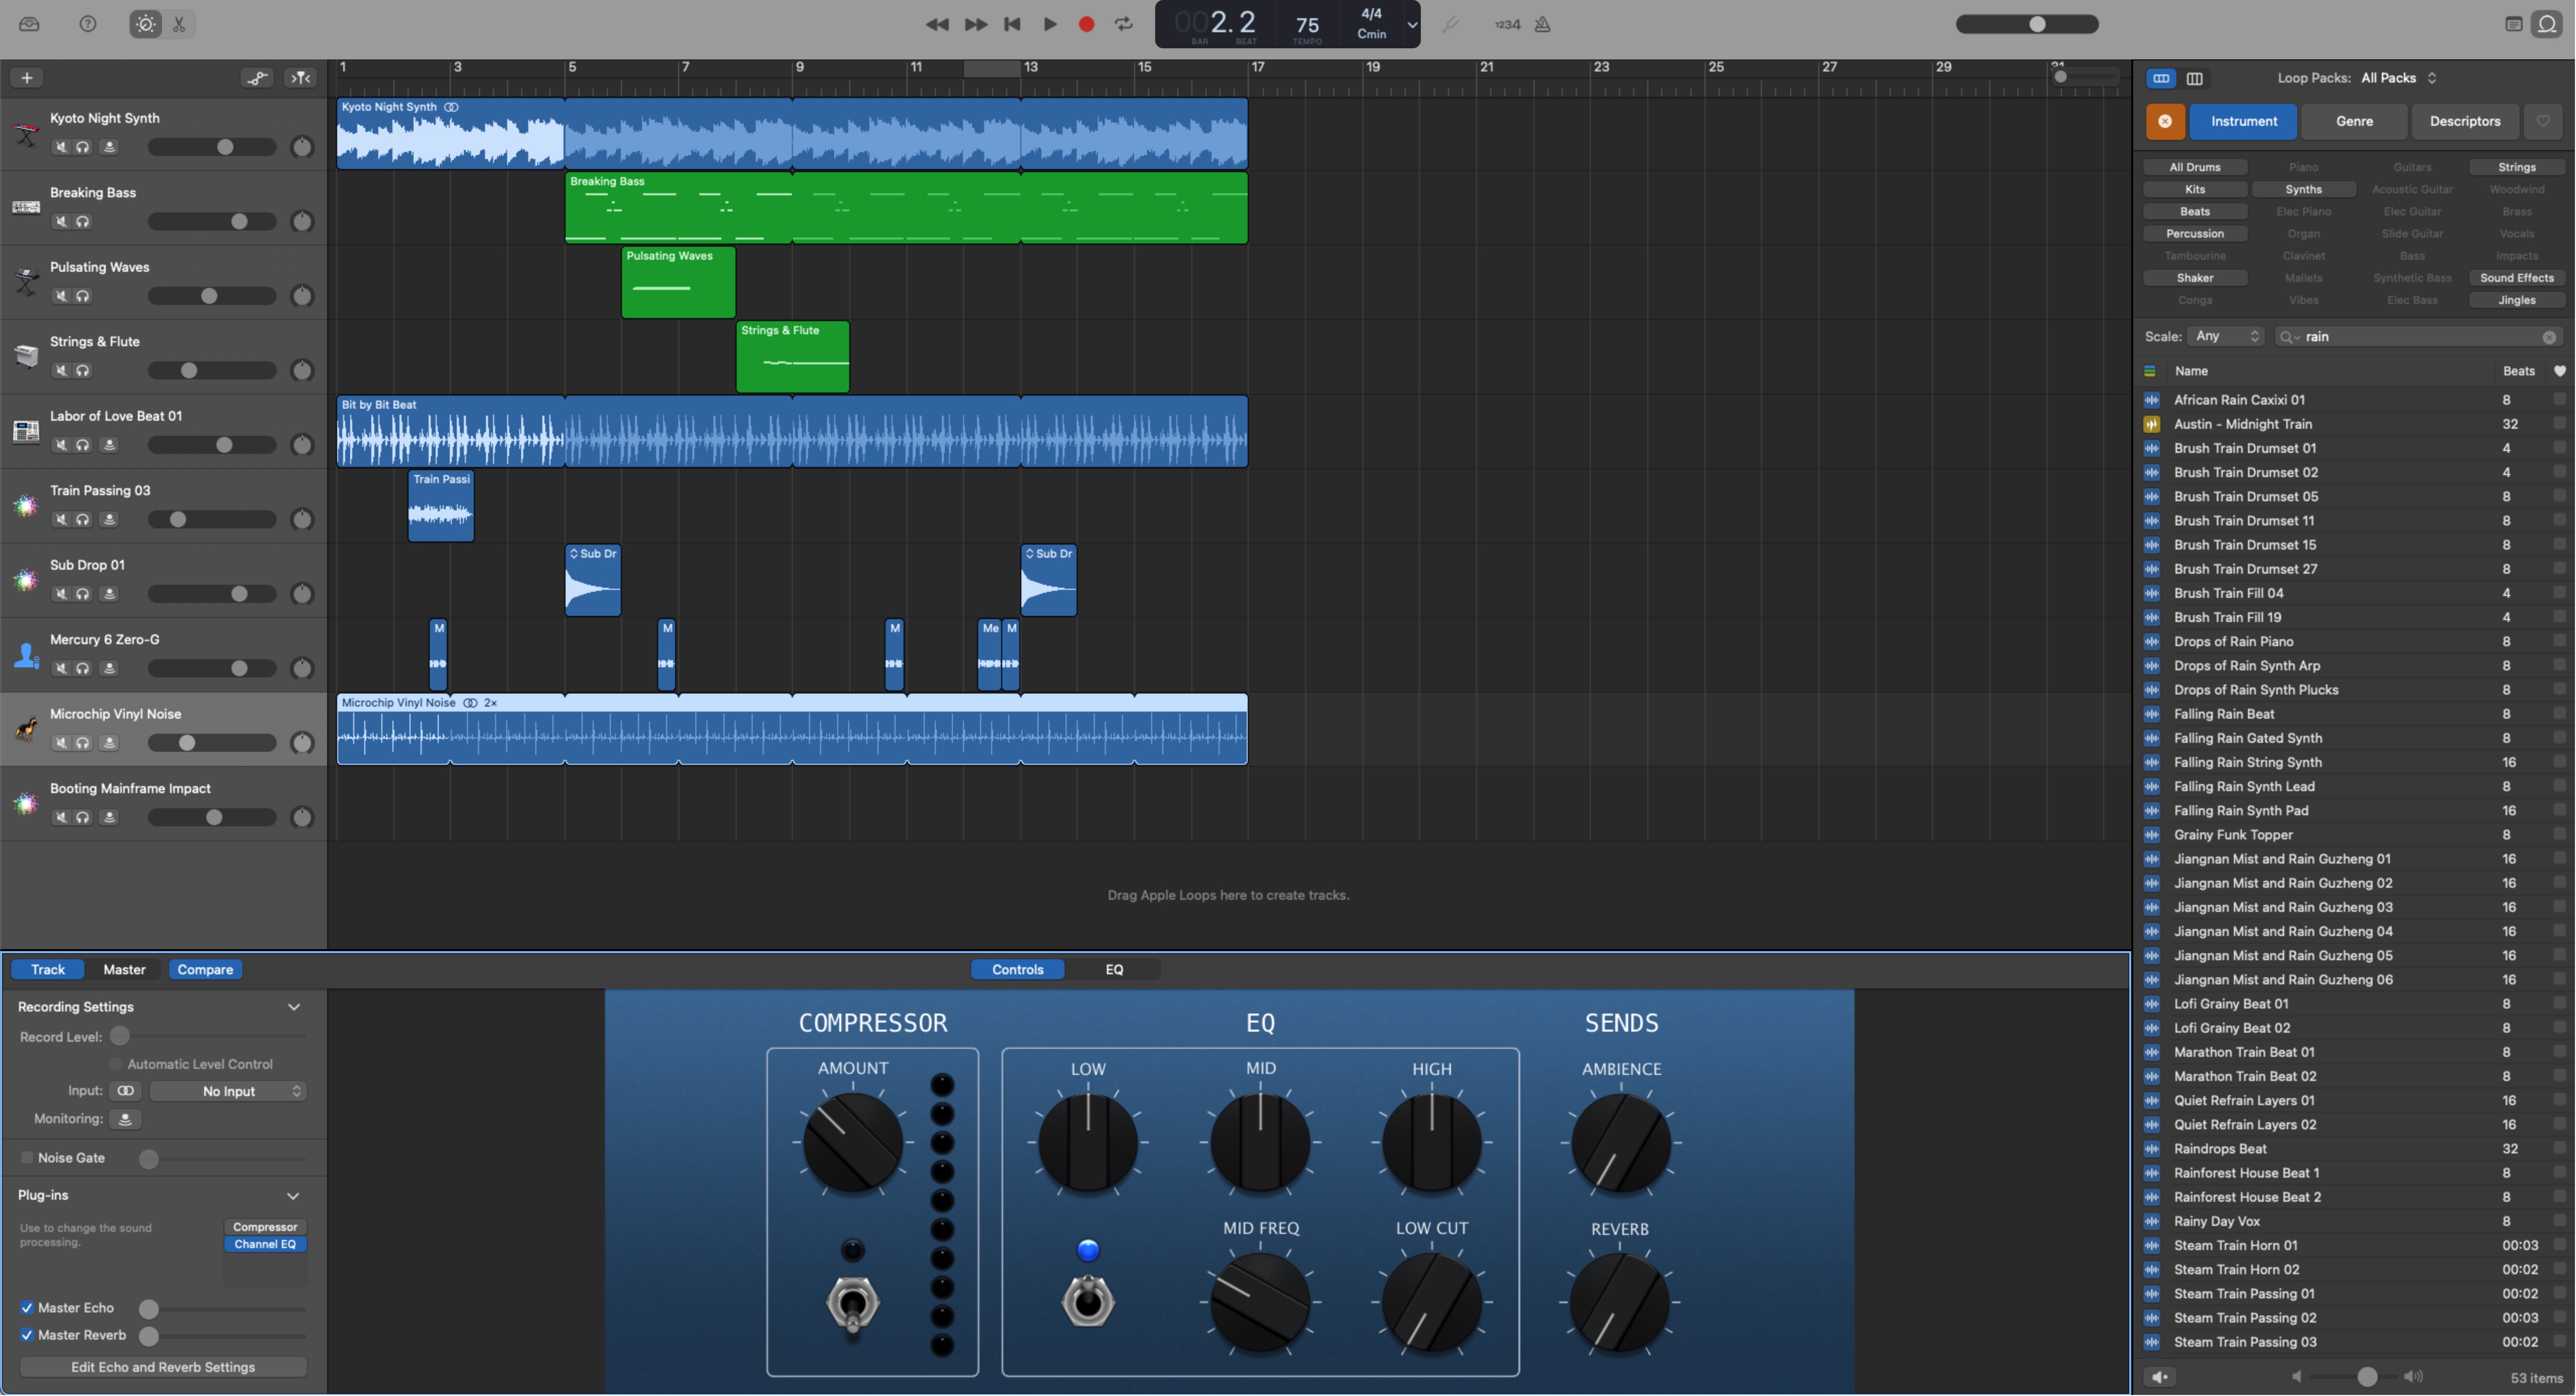 002. 2
BAR BEAT
75
TEMPO
4/4
Cmin
1234
1 3 5 7 9 11 13 15 17 19 21 23 25 27 29 31
Kyoto Night Synth
Breaking Bass
Pulsating Waves
Strings & Flute
Labor of Love Beat 01
Train Passing 03
Sub Drop 01
Mercury 6 Zero-G
Microchip Vinyl Noise
Booting Mainframe Impact
Kyoto Night Synth
Breaking Bass
Pulsating Waves
Strings & Flute
Bit by Bit Beat
Train Passi
Sub Dr
Sub Dr
M
M
M
Me
M
Microchip Vinyl Noise 2×
Drag Apple Loops here to create tracks.
Loop Packs: All Packs
Instrument
Genre
Descriptors
All Drums Piano Guitars Strings
Kits Synths Acoustic Guitar Woodwind
Beats Elec Piano Elec Guitar Brass
Percussion Organ Slide Guitar Vocals
Tambourine Clavinet Bass Impacts
Shaker Mallets Synthetic Bass Sound Effects
Conga Vibes Elec Bass Jingles
Scale: Any rain
Name Beats
African Rain Caxixi 01 8
Austin - Midnight Train 32
Brush Train Drumset 01 4
Brush Train Drumset 02 4
Brush Train Drumset 05 8
Brush Train Drumset 11 8
Brush Train Drumset 15 8
Brush Train Drumset 27 8
Brush Train Fill 04 4
Brush Train Fill 19 4
Drops of Rain Piano 8
Drops of Rain Synth Arp 8
Drops of Rain Synth Plucks 8
Falling Rain Beat 8
Falling Rain Gated Synth 8
Falling Rain String Synth 16
Falling Rain Synth Lead 8
Falling Rain Synth Pad 16
Grainy Funk Topper 8
Jiangnan Mist and Rain Guzheng 01 16
Jiangnan Mist and Rain Guzheng 02 16
Jiangnan Mist and Rain Guzheng 03 16
Jiangnan Mist and Rain Guzheng 04 16
Jiangnan Mist and Rain Guzheng 05 16
Jiangnan Mist and Rain Guzheng 06 16
Lofi Grainy Beat 01 8
Lofi Grainy Beat 02 8
Marathon Train Beat 01 8
Marathon Train Beat 02 8
Quiet Refrain Layers 01 16
Quiet Refrain Layers 02 16
Raindrops Beat 32
Rainforest House Beat 1 8
Rainforest House Beat 2 8
Rainy Day Vox 8
Steam Train Horn 01 00:03
Steam Train Horn 02 00:02
Steam Train Passing 01 00:02
Steam Train Passing 02 00:03
Steam Train Passing 03 00:02
53 items
Track Master Compare
Controls EQ
Recording Settings
Record Level:
Automatic Level Control
Input: No Input
Monitoring:
Noise Gate
Plug-ins
Use to change the sound
processing.
Compressor
Channel EQ
Master Echo
Master Reverb
Edit Echo and Reverb Settings
COMPRESSOR EQ SENDS
AMOUNT LOW MID HIGH AMBIENCE
MID FREQ LOW CUT REVERB